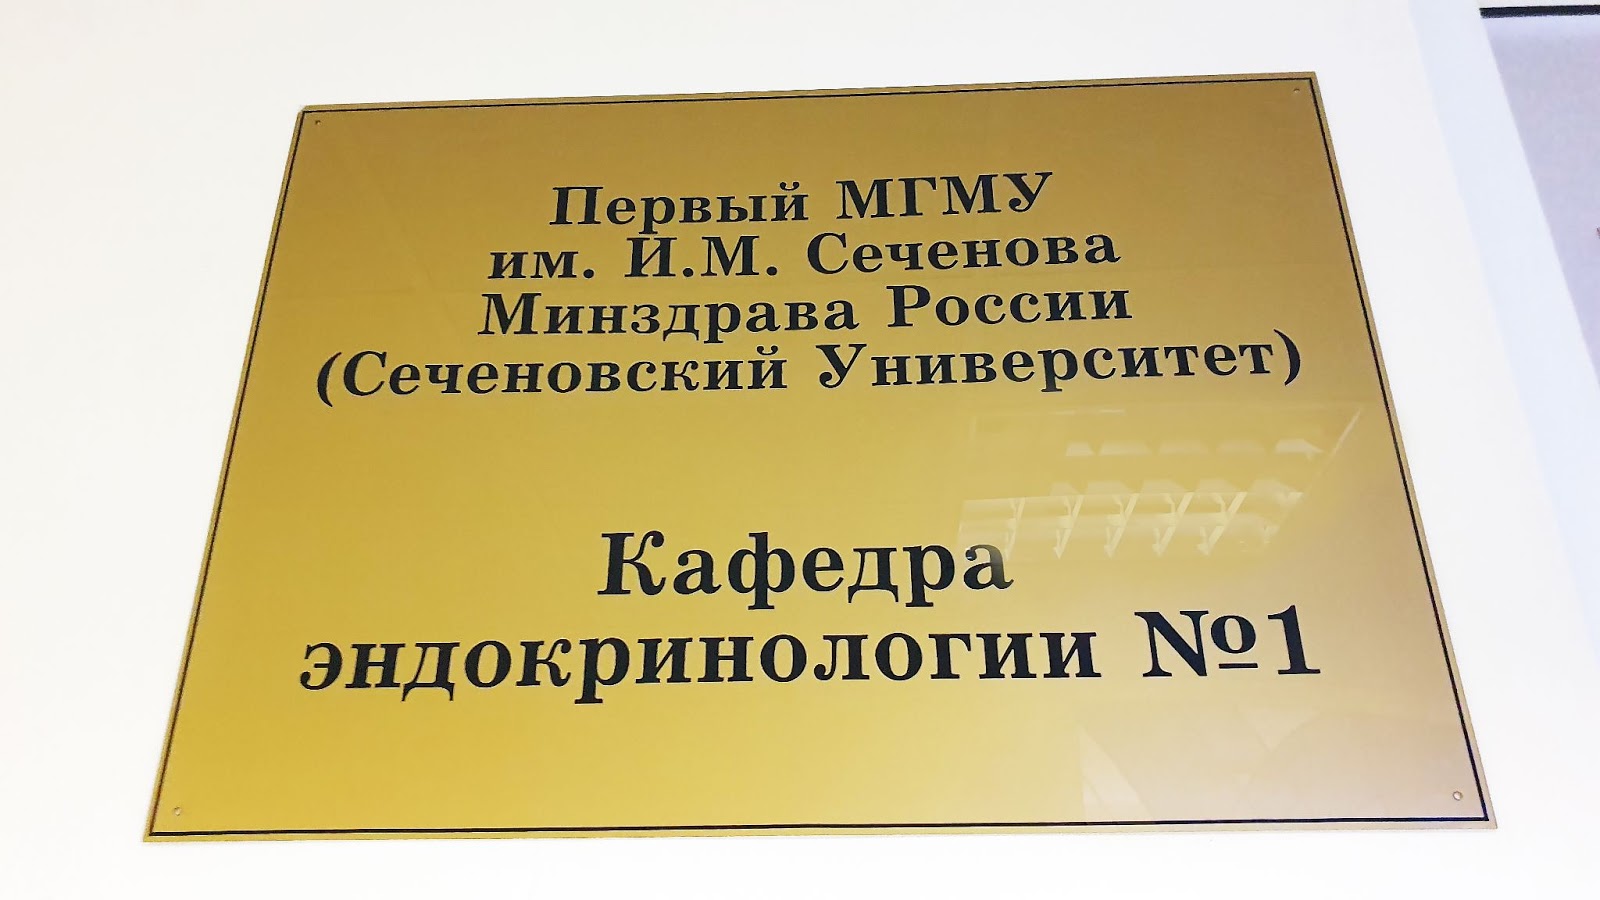 Первый МГМУ
им. И.М. Сеченова
Минздрава России
(Сеченовский Университет)
Кафедра
эндокринологии №1